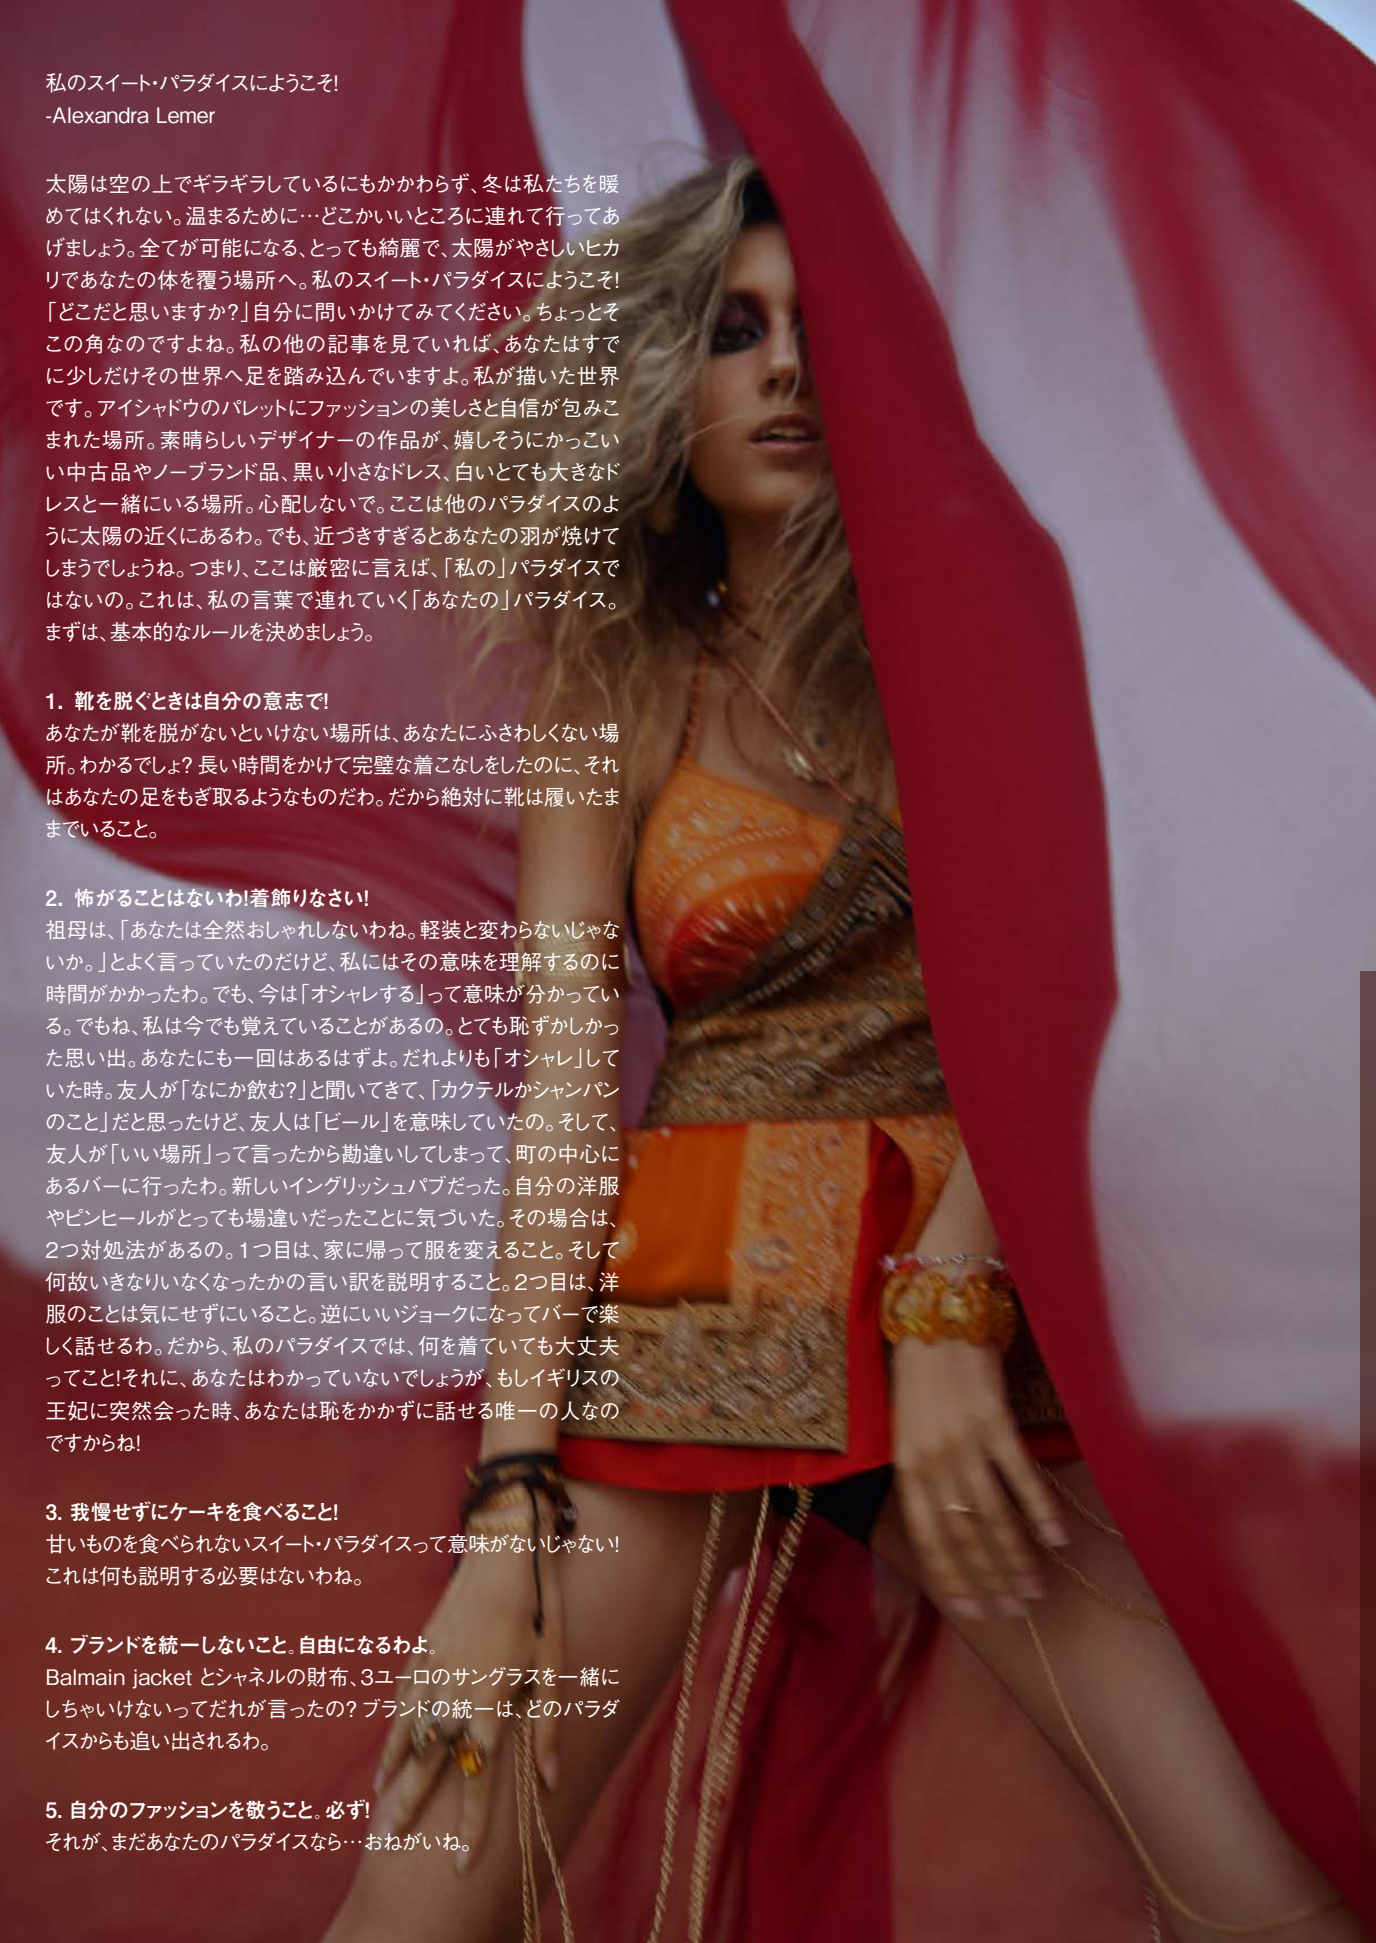 私のスイート・パラダイスにようこそ!
-Alexandra Lemer
太陽は空の上でギラギラしているにもかかわらず、冬は私たちを暖
めてはくれない。温まるために…どこかいいところに連れて行ってあ
げましょう。全てが可能になる、とっても綺麗で、太陽がやさしいヒカ
リであなたの体を覆う場所へ。私のスイート・パラダイスにようこそ!
「どこだと思いますか?」自分に問いかけてみてください。ちょっとそ
この角なのですよね。私の他の記事を見ていれば、あなたはすで
に少しだけその世界へ足を踏み込んでいますよ。私が描いた世界
です。アイシャドウのパレットにファッションの美しさと自信が包みこ
まれた場所。素晴らしいデザイナーの作品が、嬉しそうにかっこい
い中古品やノーブランド品、黒い小さなドレス、白いとても大きなド
レスと一緒にいる場所。心配しないで。ここは他のパラダイスのよ
うに太陽の近くにあるわ。でも、近づきすぎるとあなたの羽が焼けて
しまうでしょうね。つまり、ここは厳密に言えば、「私の」パラダイスで
はないの。これは、私の言葉で連れていく「あなたの」パラダイス。
まずは、基本的なルールを決めましょう。
1. 靴を脱ぐときは自分の意志で!
あなたが靴を脱がないといけない場所は、あなたにふさわしくない場
所。わかるでしょ? 長い時間をかけて完璧な着こなしをしたのに、それ
はあなたの足をもぎ取るようなものだわ。だから絶対に靴は履いたま
までいること。
2. 怖がることはないわ!着飾りなさい!
祖母は、「あなたは全然おしゃれしないわね。軽装と変わらないじゃな
いか。」とよく言っていたのだけど、私にはその意味を理解するのに
時間がかかったわ。でも、今は「オシャレする」って意味が分かってい
る。でもね、私は今でも覚えていることがあるの。とても恥ずかしかっ
た思い出。あなたにも一回はあるはずよ。だれよりも「オシャレ」して
いた時。友人が「なにか飲む?」と聞いてきて、「カクテルかシャンパン
のこと」だと思ったけど、友人は「ビール」を意味していたの。そして、
友人が「いい場所」って言ったから勘違いしてしまって、町の中心に
あるバーに行ったわ。新しいイングリッシュパブだった。自分の洋服
やピンヒールがとっても場違いだったことに気づいた。その場合は、
2つ対処法があるの。1つ目は、家に帰って服を変えること。そして
何故いきなりいなくなったかの言い訳を説明すること。2つ目は、洋
服のことは気にせずにいること。逆にいいジョークになってバーで楽
しく話せるわ。だから、私のパラダイスでは、何を着ていても大丈夫
ってこと!それに、あなたはわかっていないでしょうが、もしイギリスの
王妃に突然会った時、あなたは恥をかかずに話せる唯一の人なの
ですからね!
3. 我慢せずにケーキを食べること!
甘いものを食べられないスイート・パラダイスって意味がないじゃない!
これは何も説明する必要はないわね。
4. ブランドを統一しないこと。自由になるわよ。
Balmain jacket とシャネルの財布、3ユーロのサングラスを一緒に
しちゃいけないってだれが言ったの? ブランドの統一は、どのパラダ
イスからも追い出されるわ。
5. 自分のファッションを敬うこと。必ず!
それが、まだあなたのパラダイスなら…おねがいね。